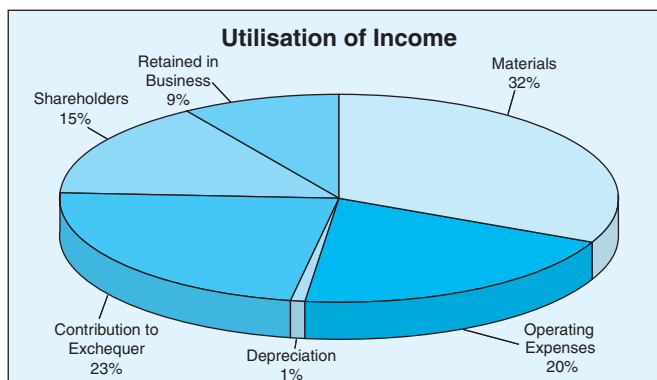 Utilisation of Income
Retained in
Business
9%
Materials
32%
Shareholders
15%
Contribution to
Exchequer
23%
Depreciation
1%
Operating
Expenses
20%